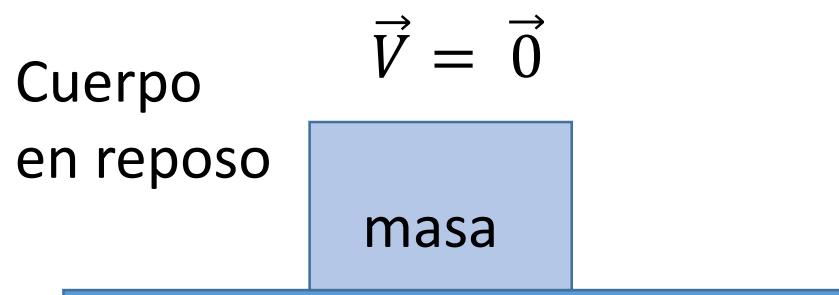 Cuerpo
en reposo
V⃗ = 0⃗
masa